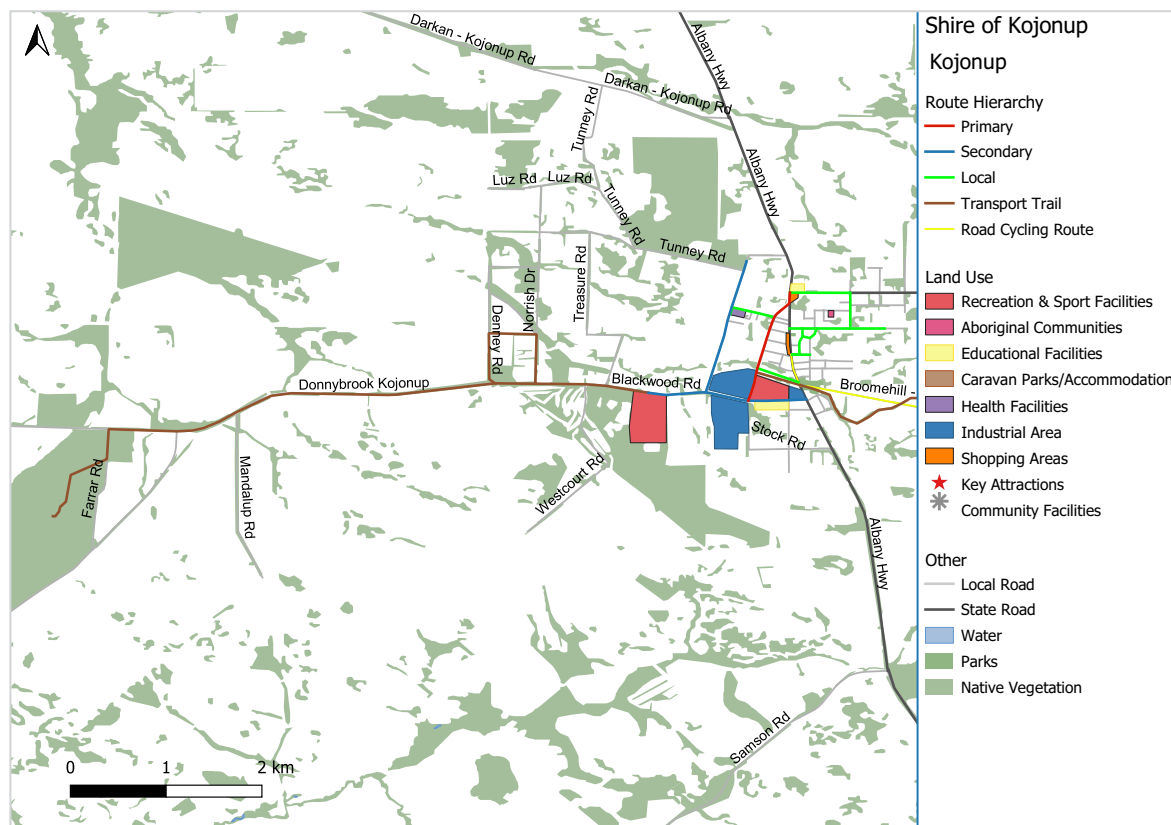 Shire of Kojonup
Kojonup
Route Hierarchy
Primary
Secondary
Local
Transport Trail
Road Cycling Route
Land Use
Recreation & Sport Facilities
Aboriginal Communities
Educational Facilities
Caravan Parks/Accommodation
Health Facilities
Industrial Area
Shopping Areas
Key Attractions
Community Facilities
Other
Local Road
State Road
Water
Parks
Native Vegetation
Darkan - Kojonup Rd
Albany Hwy
Darkan - Kojonup Rd
Tunney Rd
Albany Hwy
Luz Rd
Luz Rd
Tunney Rd
Tunney Rd
Treasure Rd
Norrish Dr
Denney Rd
Donnybrook Kojonup
Blackwood Rd
Broomehill -
Stock Rd
Westcourt Rd
Farrar Rd
Mandalup Rd
Albany Hwy
Samson Rd
0 1 2 km